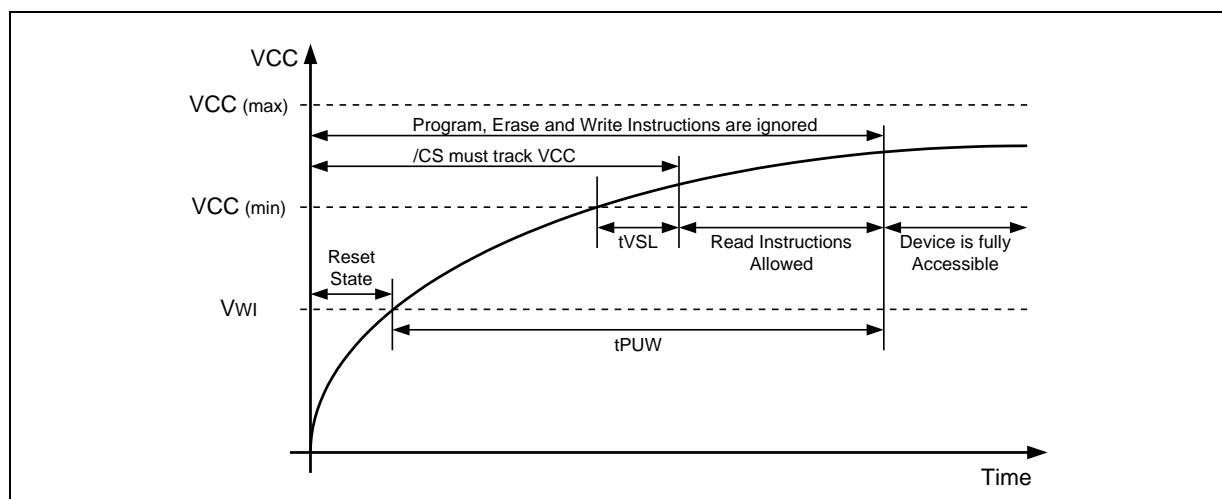 VCC
VCC (max)
Program, Erase and Write Instructions are ignored
/CS must track VCC
VCC (min)
tVSL
Read Instructions
Allowed
Device is fully
Accessible
Reset
State
VWI
tPUW
Time